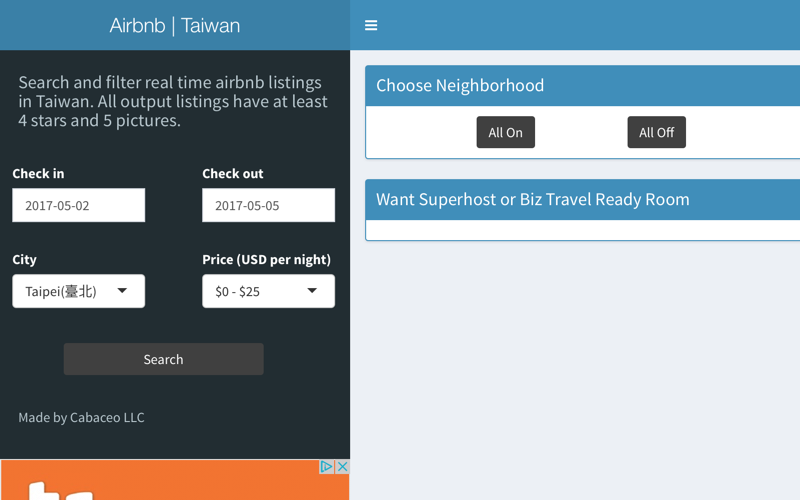 Airbnb | Taiwan
Search and filter real time airbnb listings
in Taiwan. All output listings have at least
4 stars and 5 pictures.
Check in
Check out
2017-05-02
2017-05-05
City
Price (USD per night)
Taipei(臺北)
$0 - $25
Search
Made by Cabaceo LLC
Choose Neighborhood
All On
All Off
Want Superhost or Biz Travel Ready Room